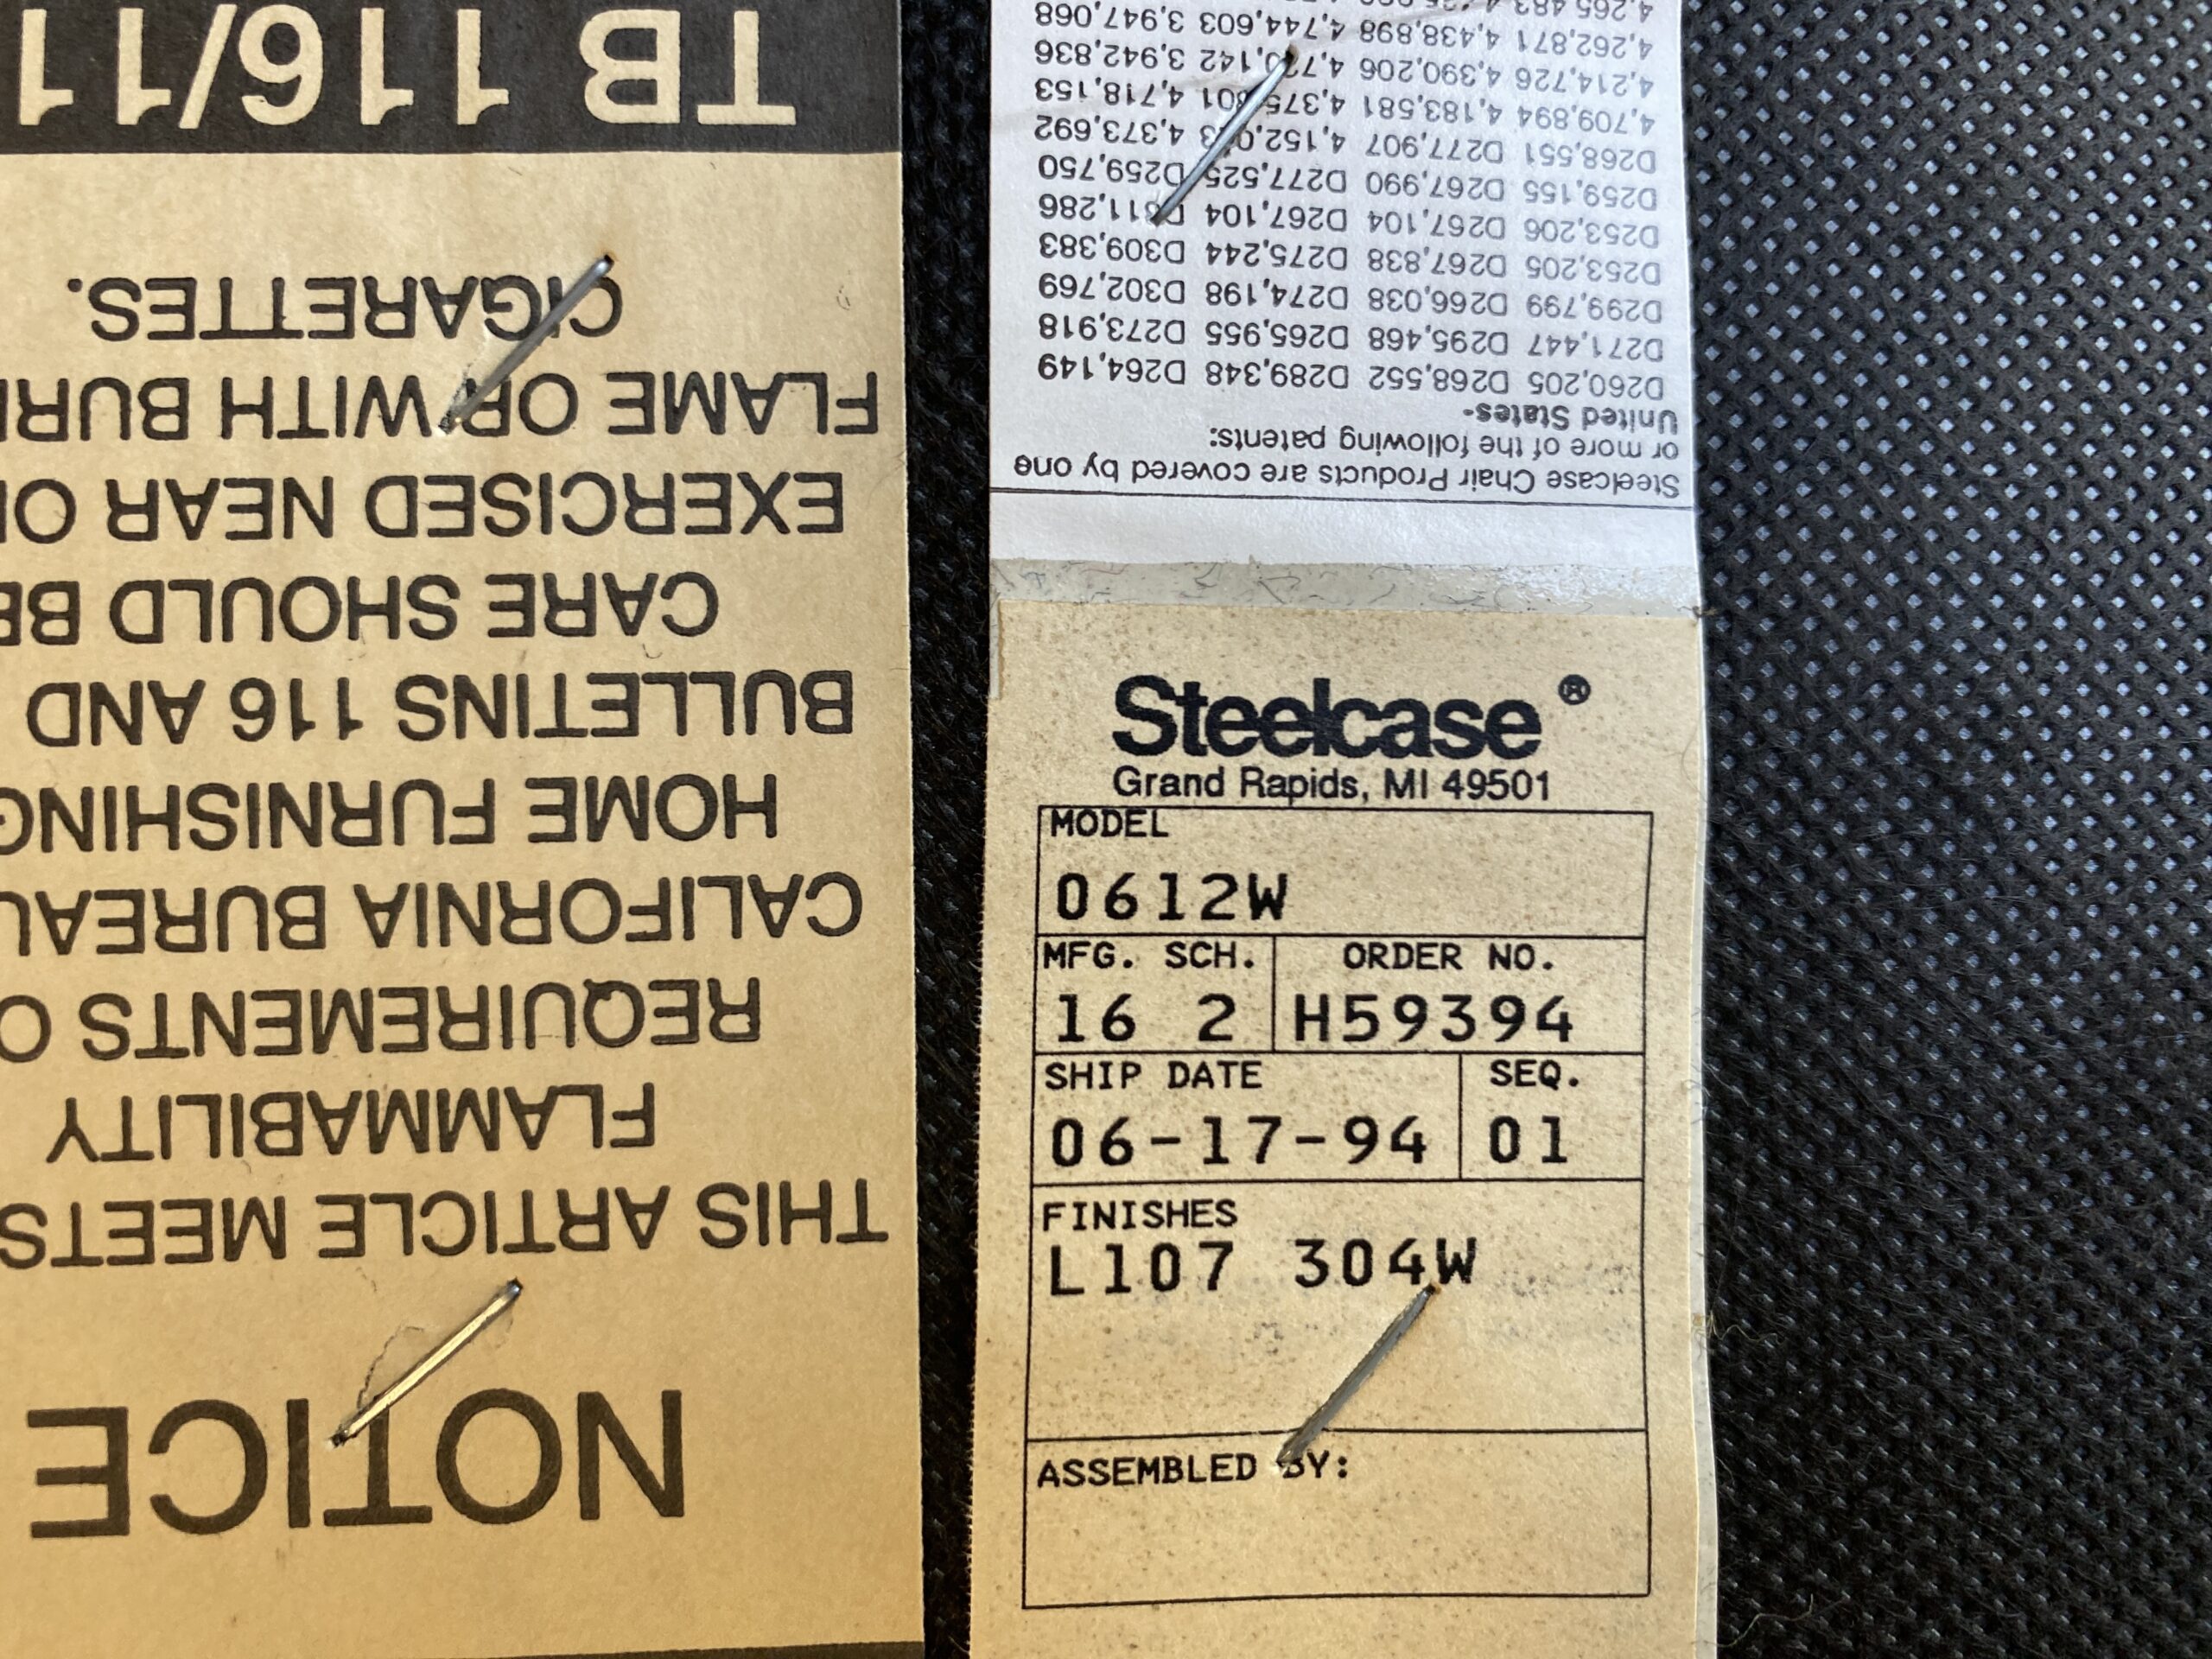 NOTICE
THIS ARTICLE MEETS
FLAMMABILITY
REQUIREMENTS O
CALIFORNIA BUREAU
HOME FURNISHING
BULLETINS 116 AND
CARE SHOULD BE
EXERCISED NEAR O
FLAME OR WITH BURN
CIGARETTES.
TB 116/11
Steelcase Chair Products are covered by one
or more of the following patents:
United States-
D260,205 D268,552 D289,348 D264,149
D271,447 D295,468 D265,955 D273,918
D299,799 D266,038 D274,198 D302,769
D253,205 D267,838 D275,244 D309,383
D253,206 D267,104 D267,104 D311,286
D259,155 D267,990 D277,525 D259,750
D268,551 D277,907 4,373,692
4,709,894 4,183,581 4,718,153
4,214,726 4,390,206 3,942,836
4,262,871 4,438,898 4,744,603 3,947,068
4,265,483
Steelcase®
Grand Rapids, MI 49501
MODEL
0612W
MFG. SCH. ORDER NO.
16 2 H59394
SHIP DATE SEQ.
06-17-94 01
FINISHES
L107 304W
ASSEMBLED BY: